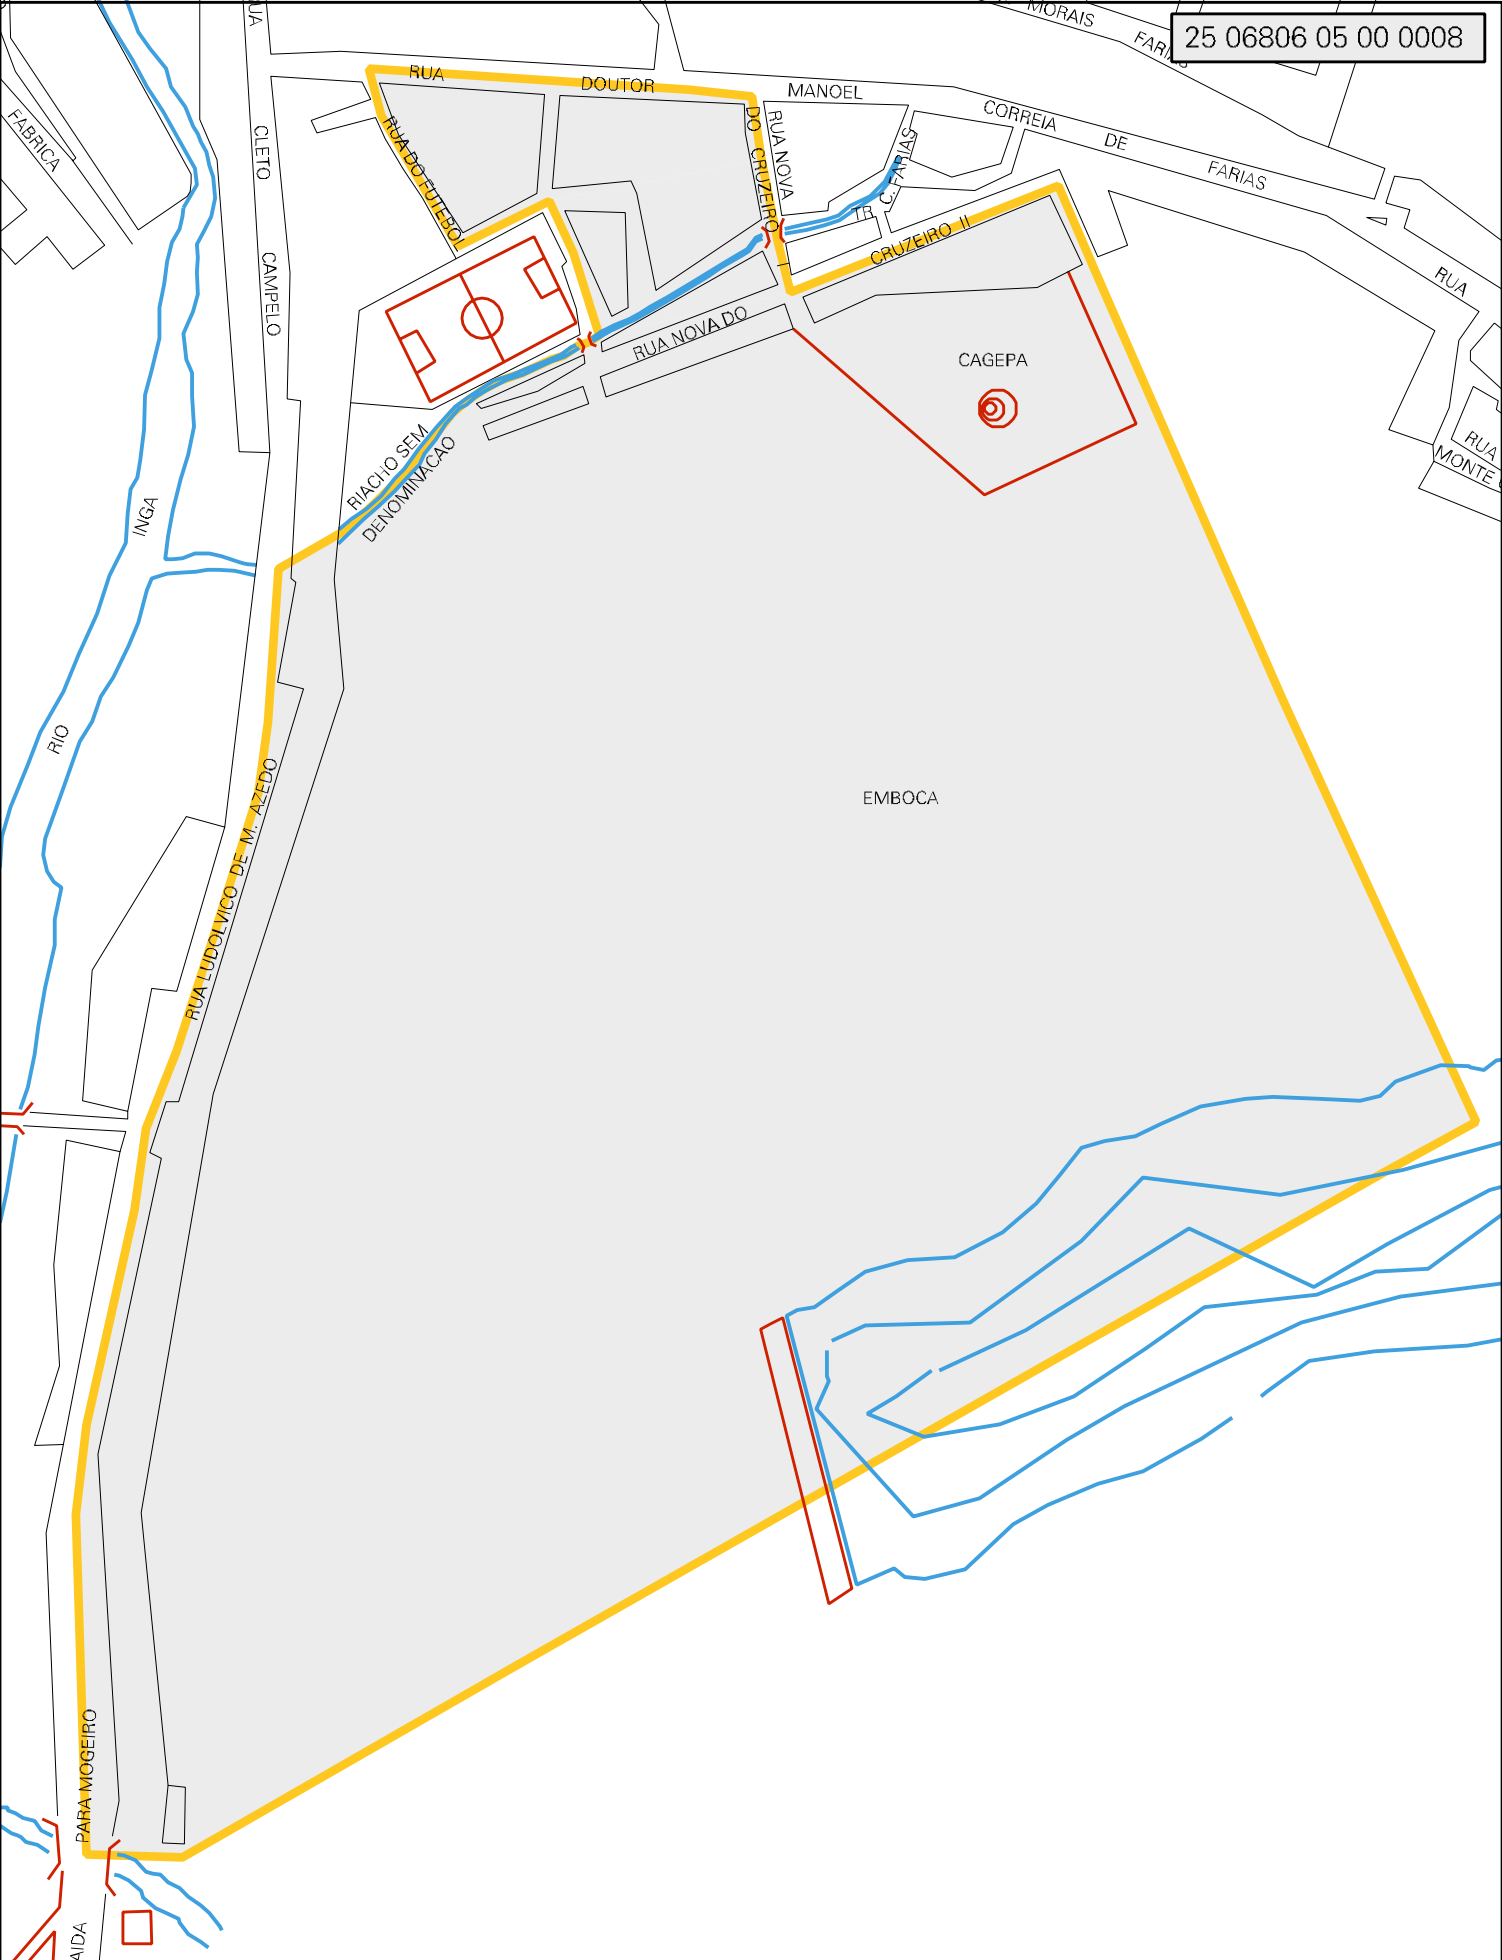 MORAIS
FARIAS
25 06806 05 00 0008
RUA
RUA
DOUTOR
MANOEL
CORREIA
DE
FARIAS
FABRICA
CLETO
CAMPELO
RUA DO FUTEBOL
RUA NOVA
DO CRUZEIRO I
TR. C. FARIAS
CRUZEIRO II
RUA
RUA NOVA DO
CAGEPA
RUA
MONTE
RIACHO SEM
DENOMINACAO
INGA
RIO
EMBOCA
RUA LUDOLVICO DE M. AZEDO
PARA MOGEIRO